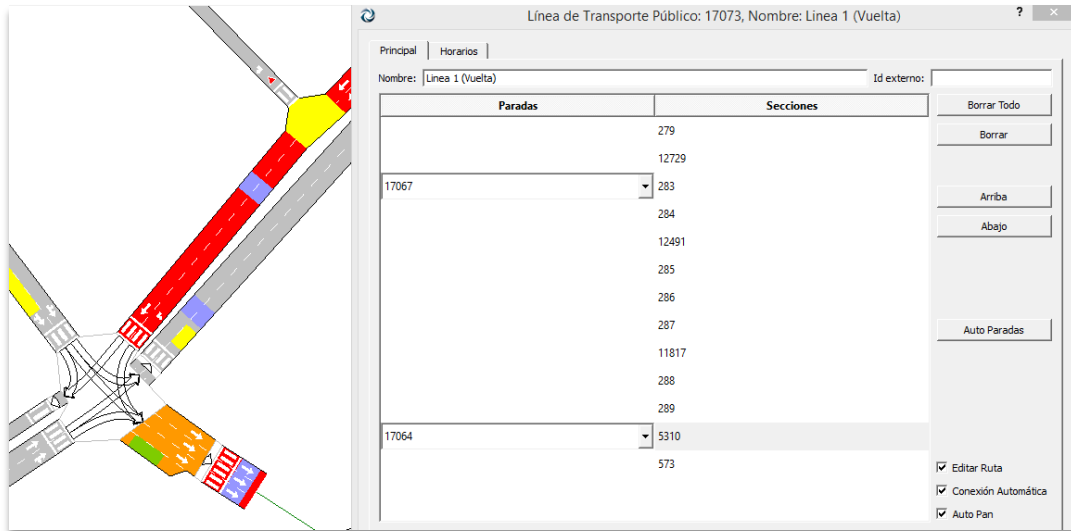 Línea de Transporte Público: 17073, Nombre: Linea 1 (Vuelta) ?
Principal Horarios
Nombre: Linea 1 (Vuelta) Id externo:
Paradas Secciones Borrar Todo
279 Borrar
12729
17067 283 Arriba
284 Abajo
12491
285
286
287 Auto Paradas
11817
288
289
17064 5310
573 Editar Ruta
Conexión Automática
Auto Pan